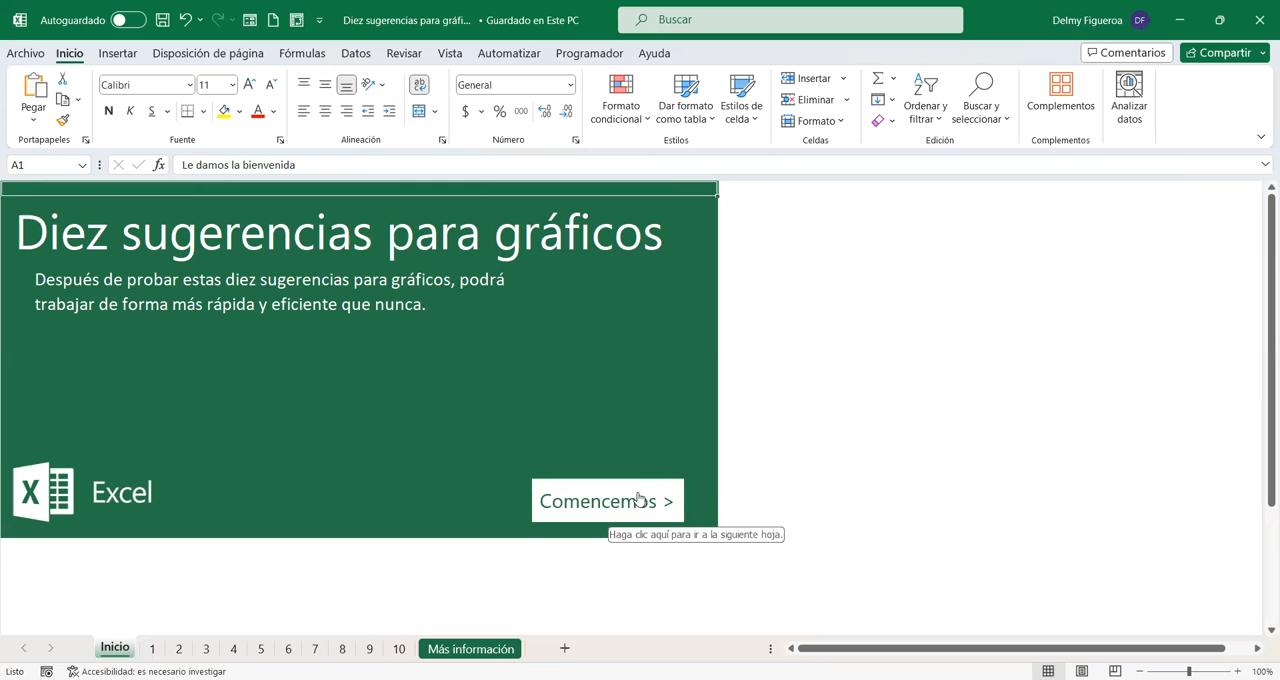 Autoguardado
Diez sugerencias para gráfi... • Guardado en Este PC
Buscar
Delmy Figueroa
DF
Archivo
Inicio
Insertar
Disposición de página
Fórmulas
Datos
Revisar
Vista
Automatizar
Programador
Ayuda
Comentarios
Compartir
Pegar
Portapapeles
Calibri
11
N K S
Fuente
Alineación
General
$ % 000
Número
Formato
condicional
Dar formato
como tabla
Estilos de
celda
Estilos
Insertar
Eliminar
Formato
Celdas
Ordenar y
filtrar
Buscar y
seleccionar
Edición
Complementos
Complementos
Analizar
datos
A1
fx
Le damos la bienvenida
Diez sugerencias para gráficos
Después de probar estas diez sugerencias para gráficos, podrá
trabajar de forma más rápida y eficiente que nunca.
Excel
Comencemos >
Haga clic aquí para ir a la siguiente hoja.
Inicio
1
2
3
4
5
6
7
8
9
10
Más información
Listo
Accesibilidad: es necesario investigar
100%